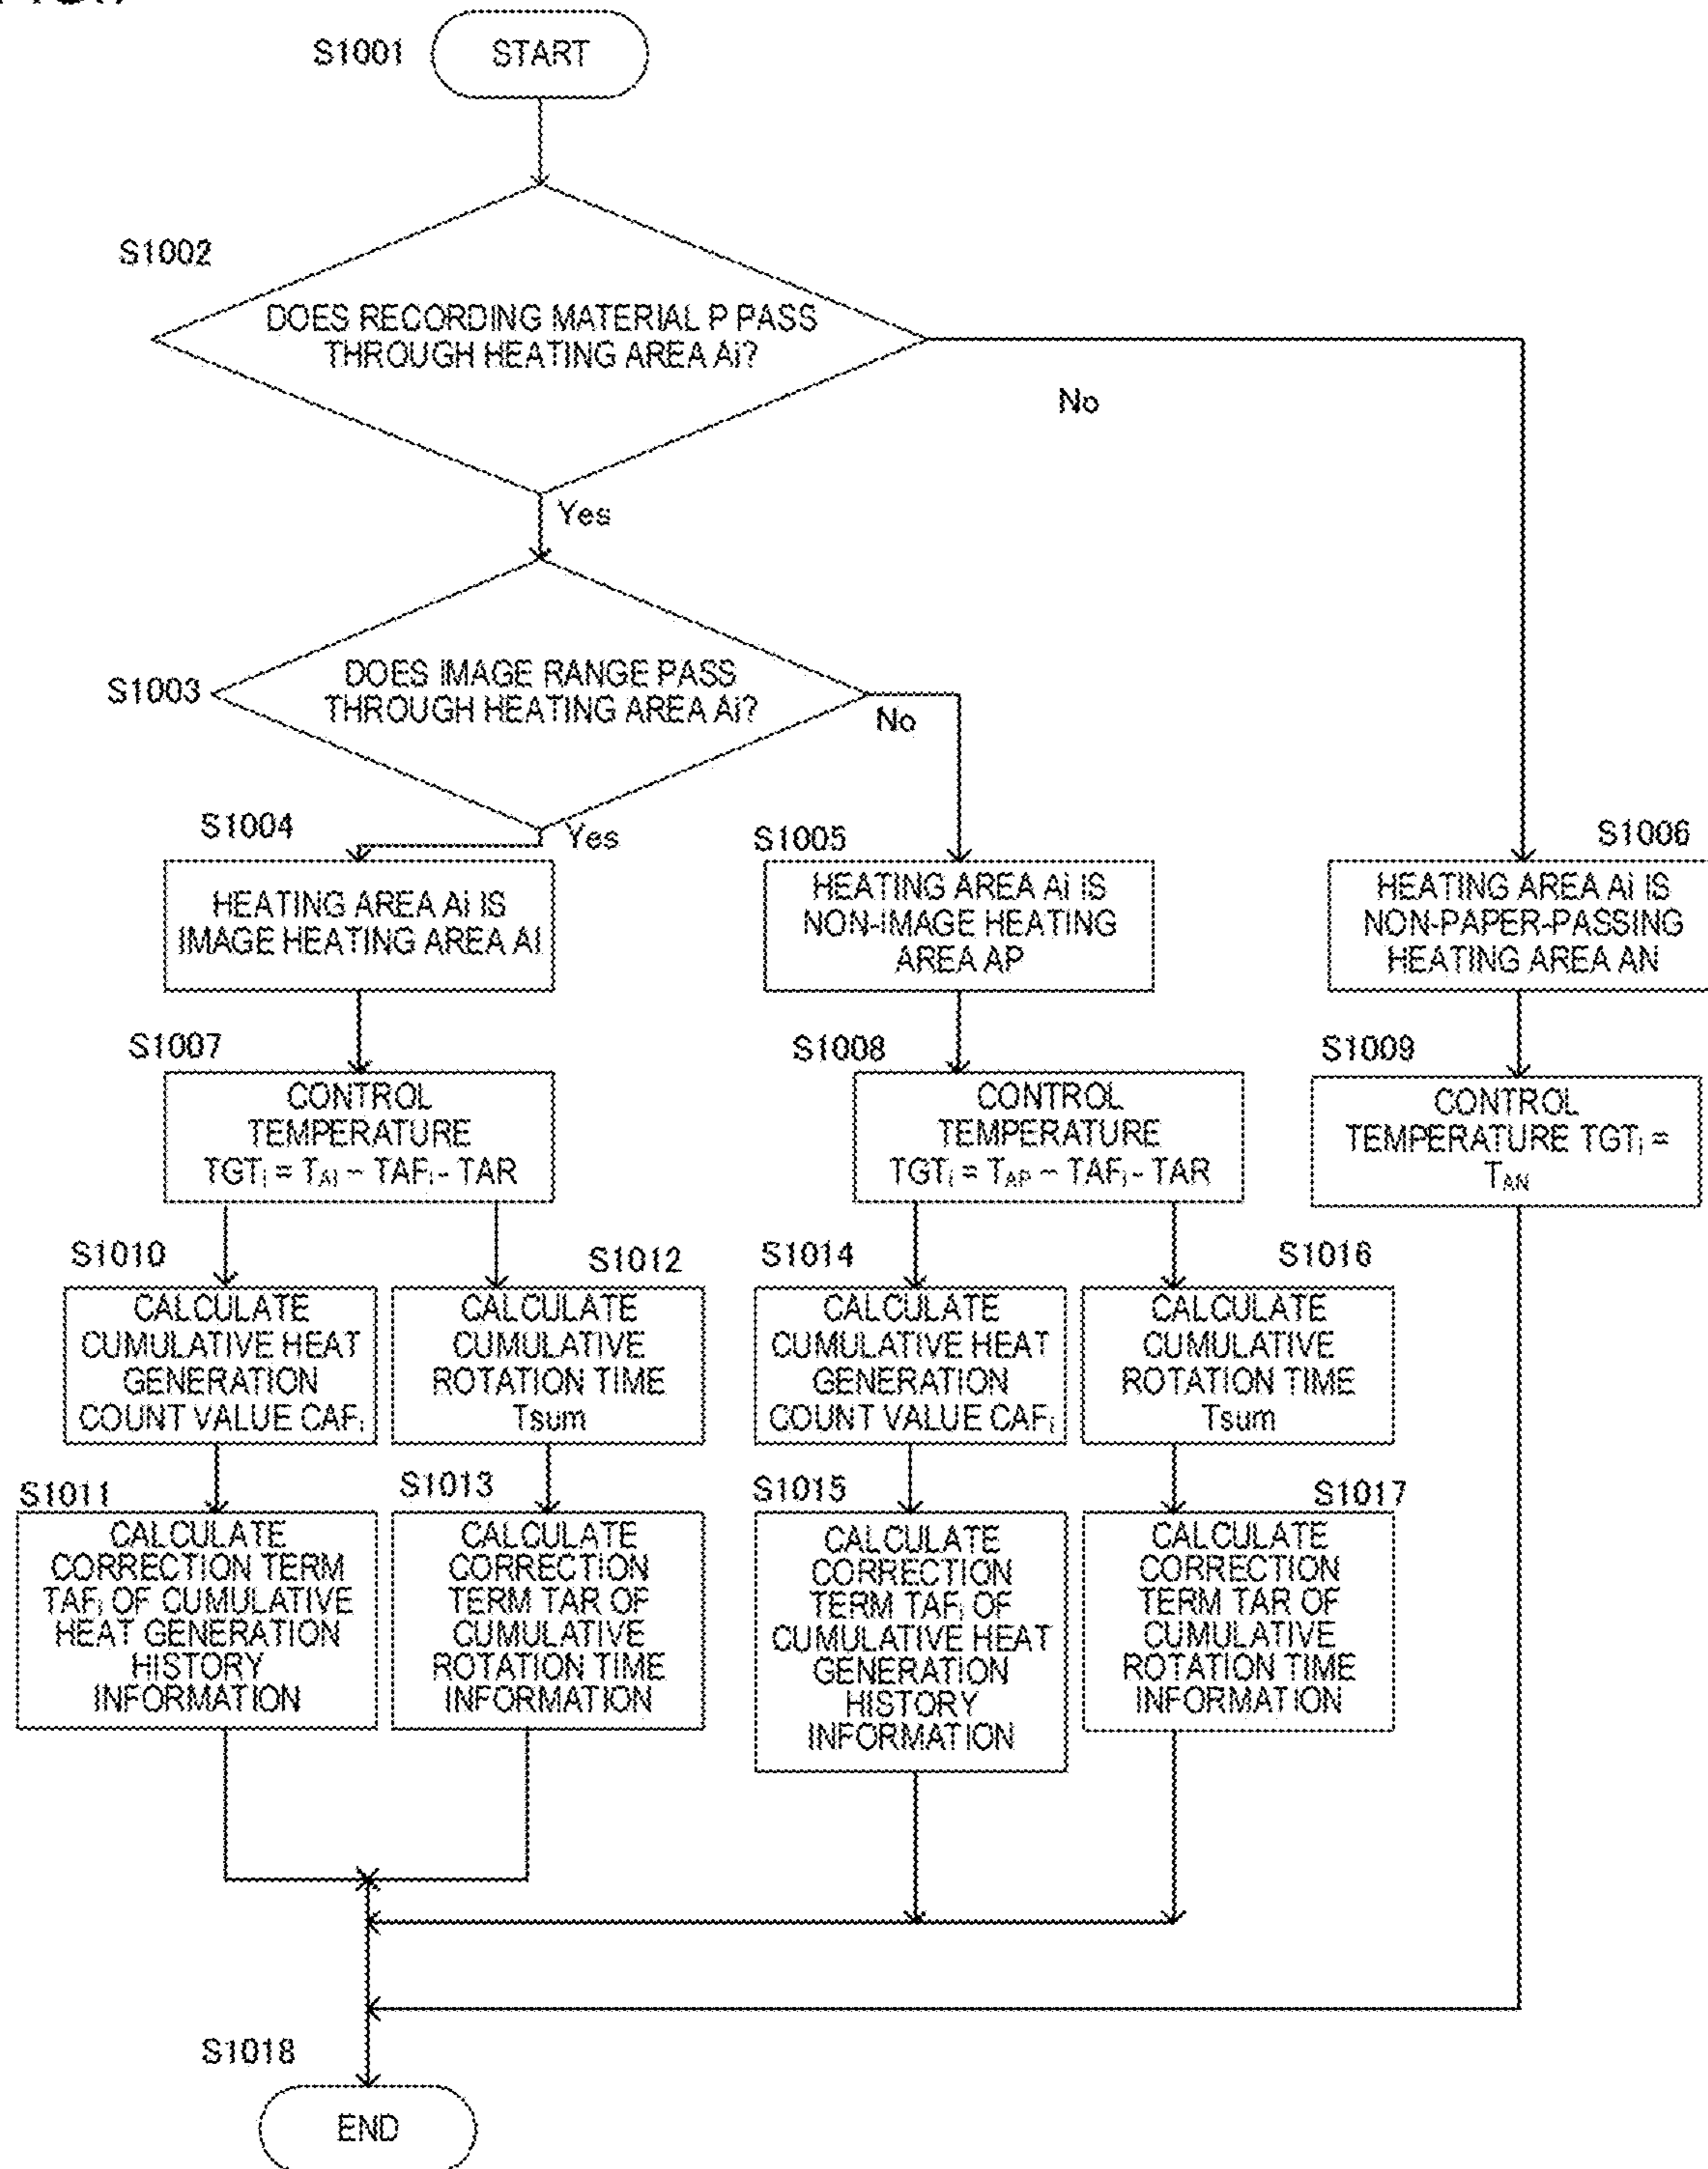 S1001
START
S1002
DOES RECORDING MATERIAL P PASS
THROUGH HEATING AREA Ai?
No
Yes
S1003
DOES IMAGE RANGE PASS
THROUGH HEATING AREA Ai?
No
Yes
S1004
HEATING AREA Ai IS
IMAGE HEATING AREA AI
S1005
HEATING AREA Ai IS
NON-IMAGE HEATING
AREA AP
S1006
HEATING AREA Ai IS
NON-PAPER-PASSING
HEATING AREA AN
S1007
CONTROL
TEMPERATURE
TGTi = TAI - TAFi - TAR
S1008
CONTROL
TEMPERATURE
TGTi = TAP - TAFi - TAR
S1009
CONTROL
TEMPERATURE TGTi =
TAN
S1010
CALCULATE
CUMULATIVE HEAT
GENERATION
COUNT VALUE CAFi
S1012
CALCULATE
CUMULATIVE
ROTATION TIME
Tsum
S1014
CALCULATE
CUMULATIVE HEAT
GENERATION
COUNT VALUE CAFi
S1016
CALCULATE
CUMULATIVE
ROTATION TIME
Tsum
S1011
CALCULATE
CORRECTION TERM
TAFi OF CUMULATIVE
HEAT GENERATION
HISTORY
INFORMATION
S1013
CALCULATE
CORRECTION
TERM TAR OF
CUMULATIVE
ROTATION TIME
INFORMATION
S1015
CALCULATE
CORRECTION
TERM TAFi OF
CUMULATIVE HEAT
GENERATION
HISTORY
INFORMATION
S1017
CALCULATE
CORRECTION
TERM TAR OF
CUMULATIVE
ROTATION TIME
INFORMATION
S1018
END